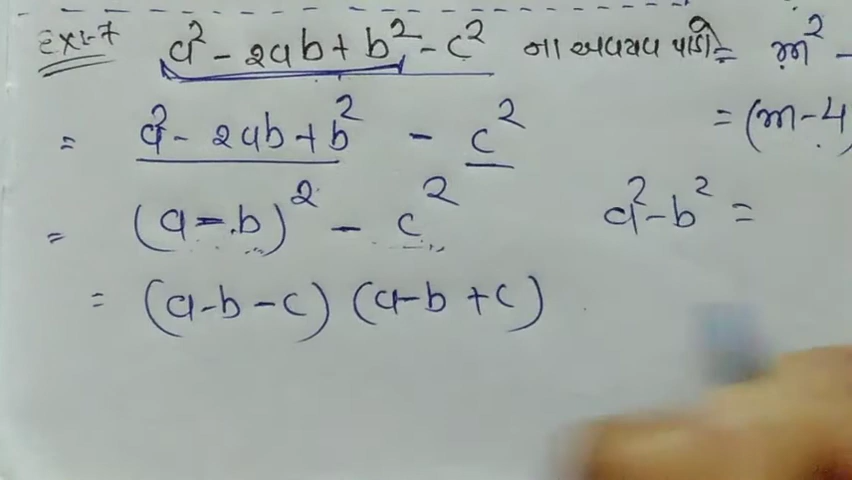 Ex:-7 a² - 2ab + b² - c² ના અવયવ પાડો = m² -
= a² - 2ab + b² - c² = (m - 4
= (a - b)² - c² a² - b² =
= (a - b - c) (a - b + c)